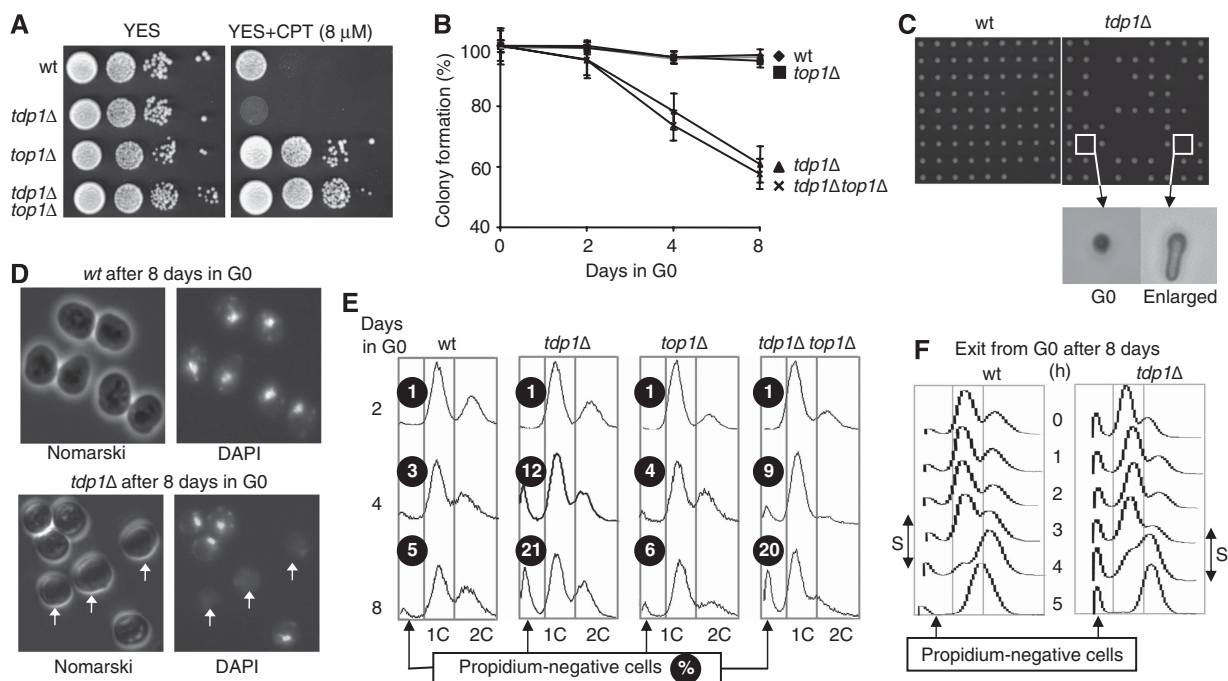 A
YES
YES+CPT (8 μM)
wt
tdp1Δ
top1Δ
tdp1Δ
top1Δ
B
Colony formation (%)
100
80
60
40
0
2
4
8
Days in G0
wt
top1Δ
tdp1Δ
tdp1Δtop1Δ
C
wt
tdp1Δ
G0
Enlarged
D
wt after 8 days in G0
Nomarski
DAPI
tdp1Δ after 8 days in G0
Nomarski
DAPI
E
Days
in G0
wt
tdp1Δ
top1Δ
tdp1Δ top1Δ
2
1
1
1
1
4
3
12
4
9
8
5
21
6
20
1C
2C
1C
2C
1C
2C
1C
2C
Propidium-negative cells %
F
Exit from G0 after 8 days
wt
(h)
tdp1Δ
0
1
2
3
4
5
S
S
Propidium-negative cells